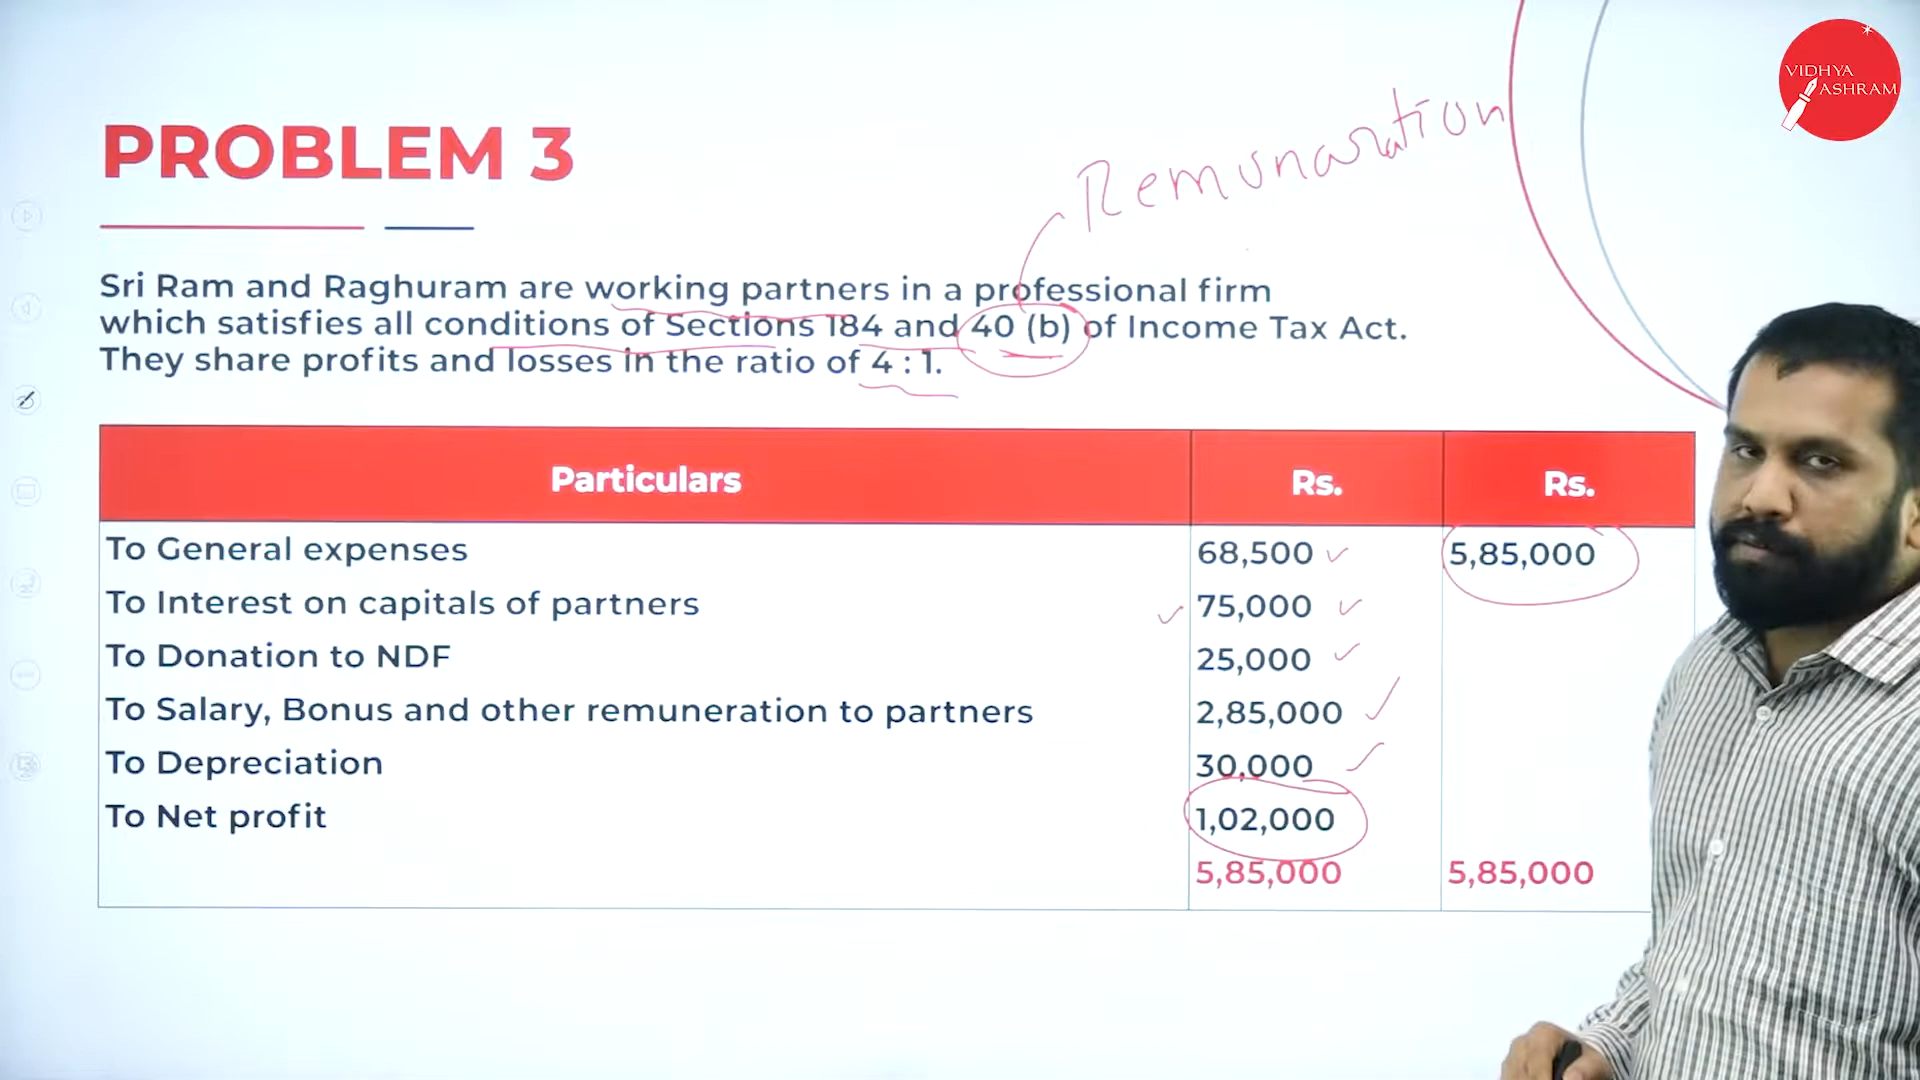 VIDHYA
ASHRAM
PROBLEM 3
Remunaration
Sri Ram and Raghuram are working partners in a professional firm
which satisfies all conditions of Sections 184 and 40 (b) of Income Tax Act.
They share profits and losses in the ratio of 4 : 1.
Particulars Rs. Rs.
To General expenses 68,500 5,85,000
To Interest on capitals of partners 75,000
To Donation to NDF 25,000
To Salary, Bonus and other remuneration to partners 2,85,000
To Depreciation 30,000
To Net profit 1,02,000
5,85,000 5,85,000